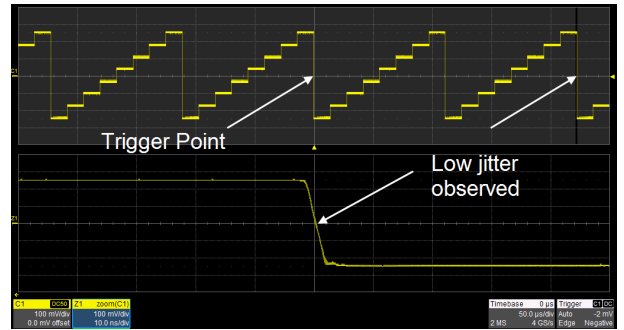 C1
Trigger Point
Low jitter
observed
Z1
C1 DC50
100 mV/div
0.0 mV offset
Z1 zoom(C1)
100 mV/div
10.0 ns/div
Timebase 0 µs
50.0 µs/div
2 MS 4 GS/s
Trigger C1 DC
Auto -2 mV
Edge Negative